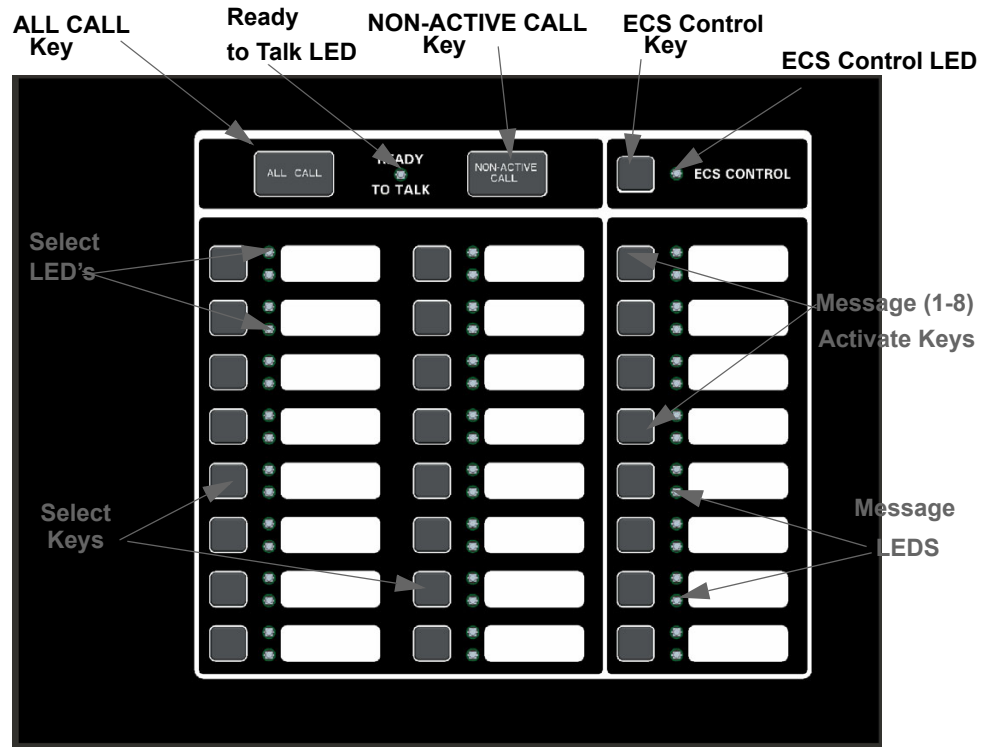 ALL CALL
Key
Ready
to Talk LED
NON-ACTIVE CALL
Key
ECS Control
Key
ECS Control LED
ALL CALL
READY
TO TALK
NON-ACTIVE
CALL
ECS CONTROL
Select
LED's
Message (1-8)
Activate Keys
Select
Keys
Message
LEDS